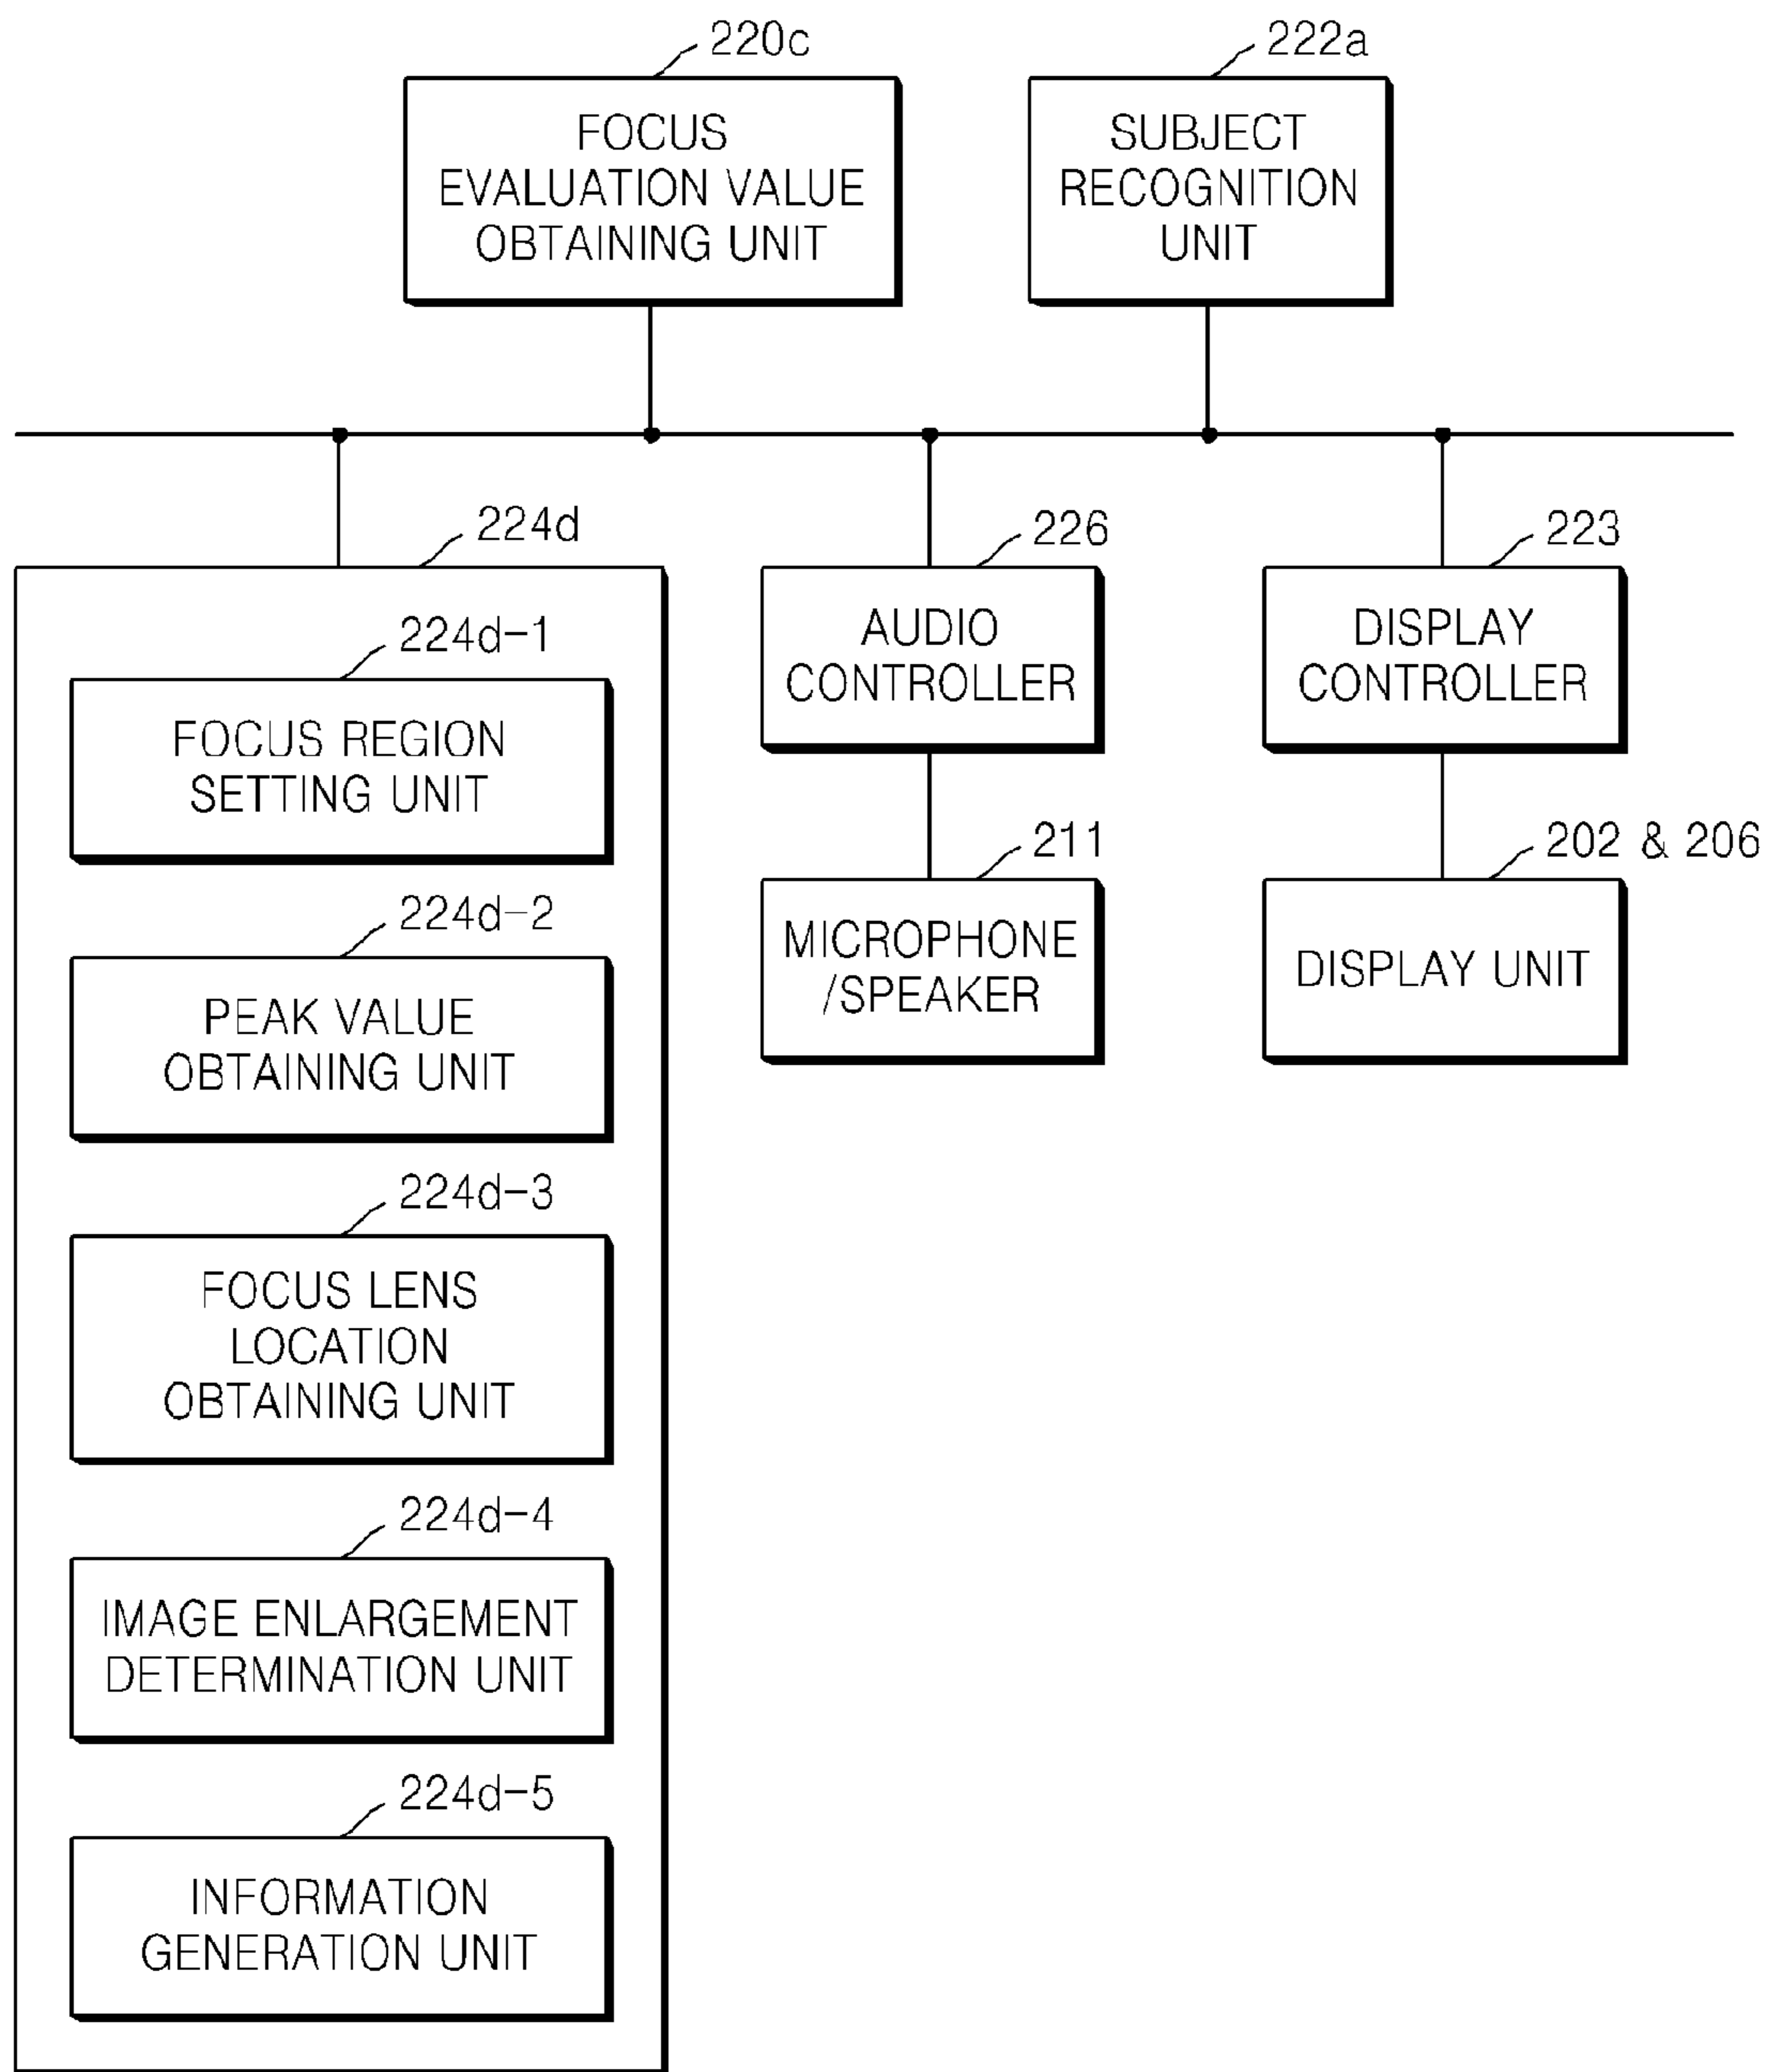 220c
FOCUS
EVALUATION VALUE
OBTAINING UNIT
222a
SUBJECT
RECOGNITION
UNIT
224d
224d-1
FOCUS REGION
SETTING UNIT
224d-2
PEAK VALUE
OBTAINING UNIT
224d-3
FOCUS LENS
LOCATION
OBTAINING UNIT
224d-4
IMAGE ENLARGEMENT
DETERMINATION UNIT
224d-5
INFORMATION
GENERATION UNIT
226
AUDIO
CONTROLLER
211
MICROPHONE
/SPEAKER
223
DISPLAY
CONTROLLER
202 & 206
DISPLAY UNIT